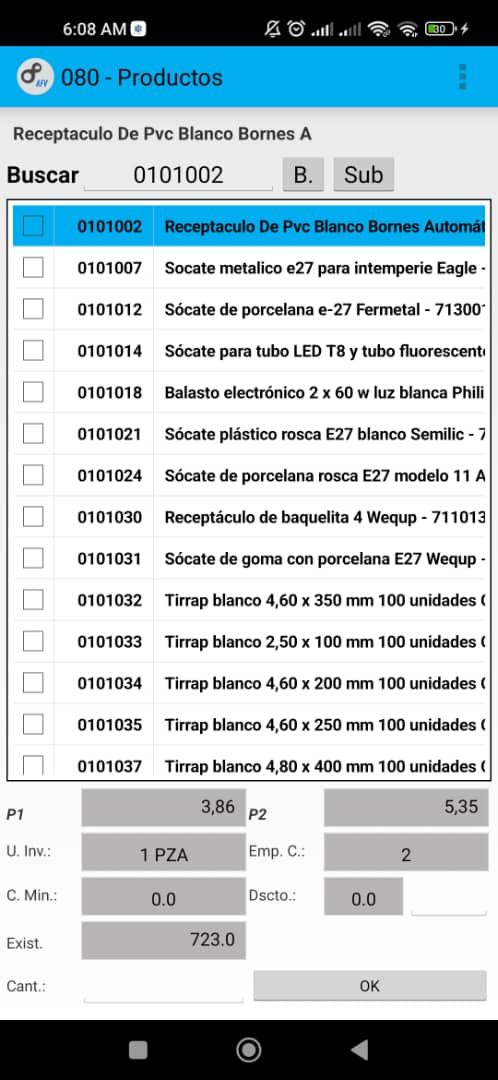 6:08 AM
30
AFV
080 - Productos
Receptaculo De Pvc Blanco Bornes A
Buscar 0101002 B. Sub
0101002 Receptaculo De Pvc Blanco Bornes Automát
0101007 Socate metalico e27 para intemperie Eagle -
0101012 Sócate de porcelana e-27 Fermetal - 71300
0101014 Sócate para tubo LED T8 y tubo fluorescent
0101018 Balasto electrónico 2 x 60 w luz blanca Phili
0101021 Sócate plástico rosca E27 blanco Semilic - 7
0101024 Sócate de porcelana rosca E27 modelo 11 A
0101030 Receptáculo de baquelita 4 Wequp - 711013
0101031 Sócate de goma con porcelana E27 Wequp -
0101032 Tirrap blanco 4,60 x 350 mm 100 unidades
0101033 Tirrap blanco 2,50 x 100 mm 100 unidades
0101034 Tirrap blanco 4,60 x 200 mm 100 unidades
0101035 Tirrap blanco 4,60 x 250 mm 100 unidades
0101037 Tirrap blanco 4,80 x 400 mm 100 unidades
P1 3,86 P2 5,35
U. Inv.: 1 PZA Emp. C.: 2
C. Min.: 0.0 Dscto.: 0.0
Exist. 723.0
Cant.: OK